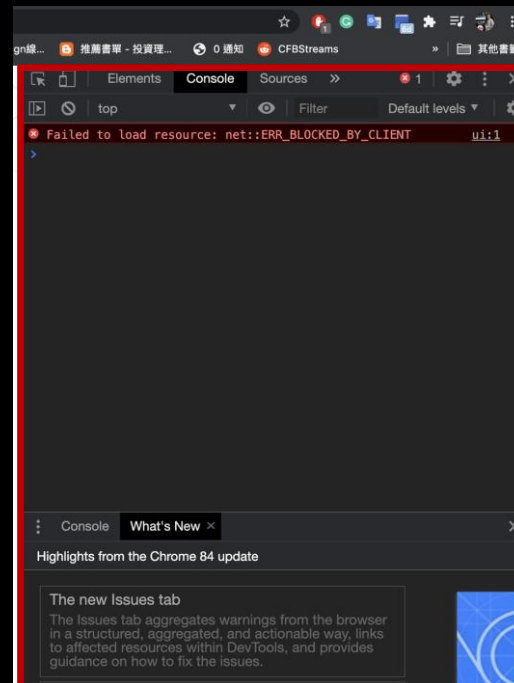 gn線... 推薦書單 - 投資理... 0 通知 CFBStreams » 其他書籤
Elements Console Sources » 1
top Filter Default levels ▼
Failed to load resource: net::ERR_BLOCKED_BY_CLIENT ui:1
>
Console What's New ×
Highlights from the Chrome 84 update
The new Issues tab
The Issues tab aggregates warnings from the browser
in a structured, aggregated, and actionable way, links
to affected resources within DevTools, and provides
guidance on how to fix the issues.